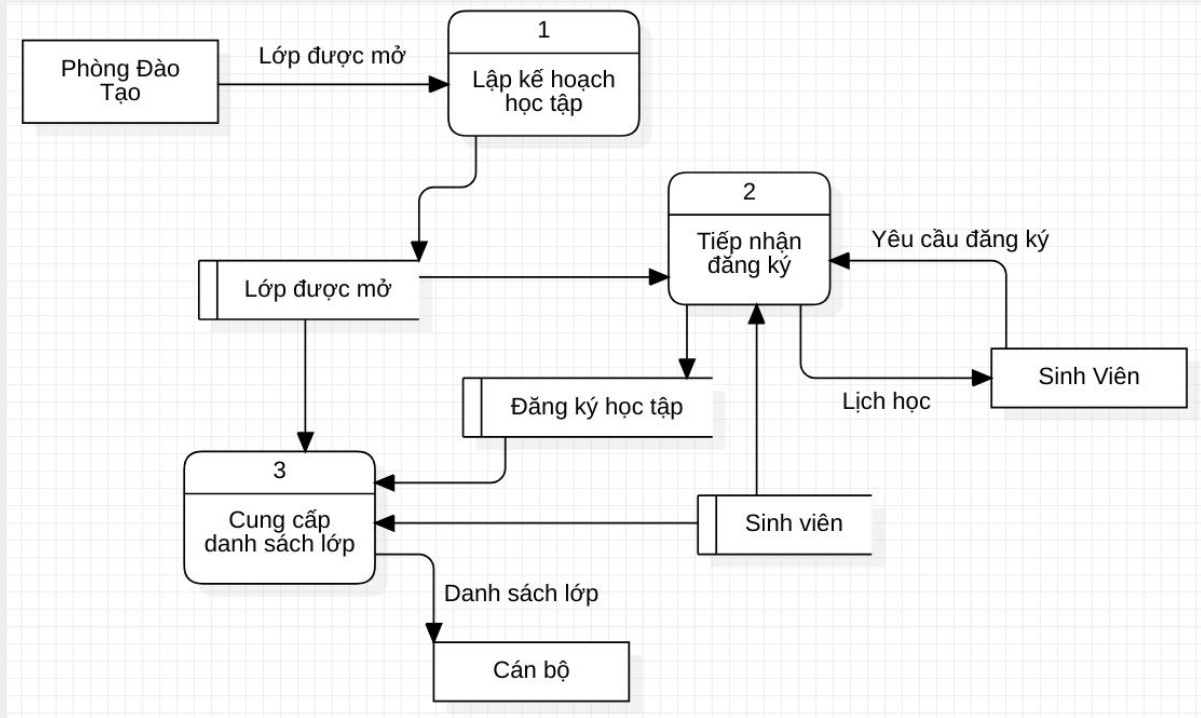 1
Phòng Đào
Tạo
Lớp được mở
Lập kế hoạch
học tập
2
Tiếp nhận
đăng ký
Yêu cầu đăng ký
Lớp được mở
Sinh Viên
Lịch học
Đăng ký học tập
3
Cung cấp
danh sách lớp
Sinh viên
Danh sách lớp
Cán bộ